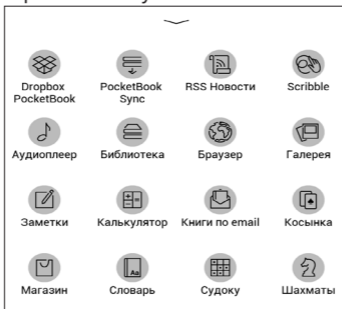 Dropbox PocketBook Sync RSS Новости Scribble
PocketBook
Аудиоплеер Библиотека Браузер Галерея
Заметки Калькулятор Книги по email Косынка
Aa
Магазин Словарь Судоку Шахматы